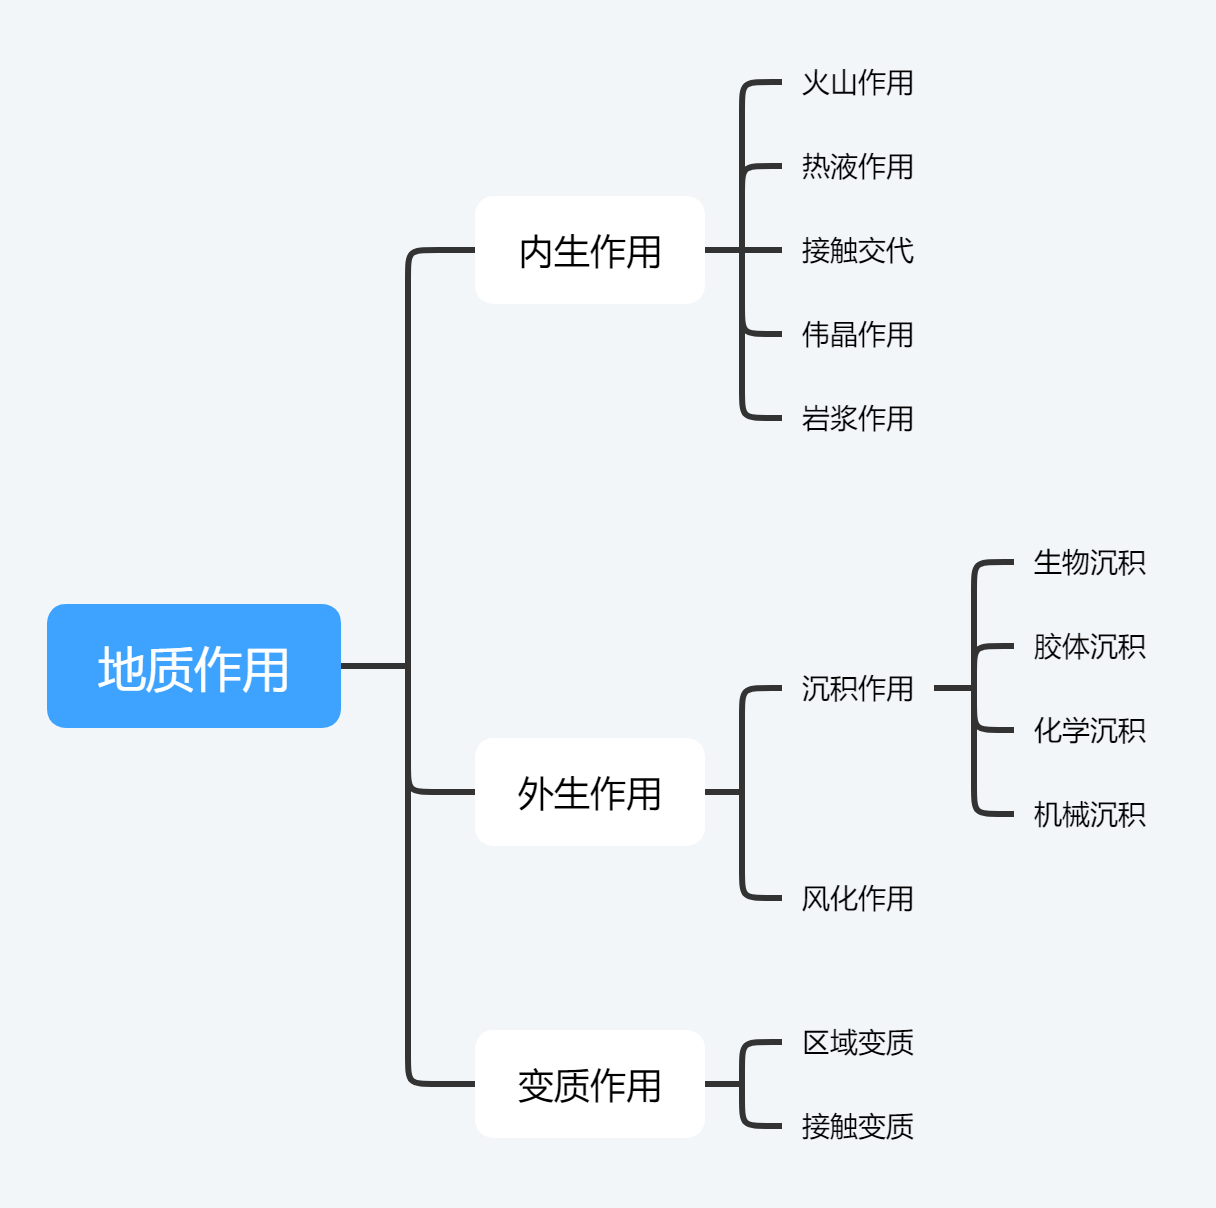 地质作用
内生作用
火山作用
热液作用
接触交代
伟晶作用
岩浆作用
外生作用
沉积作用
生物沉积
胶体沉积
化学沉积
机械沉积
风化作用
变质作用
区域变质
接触变质